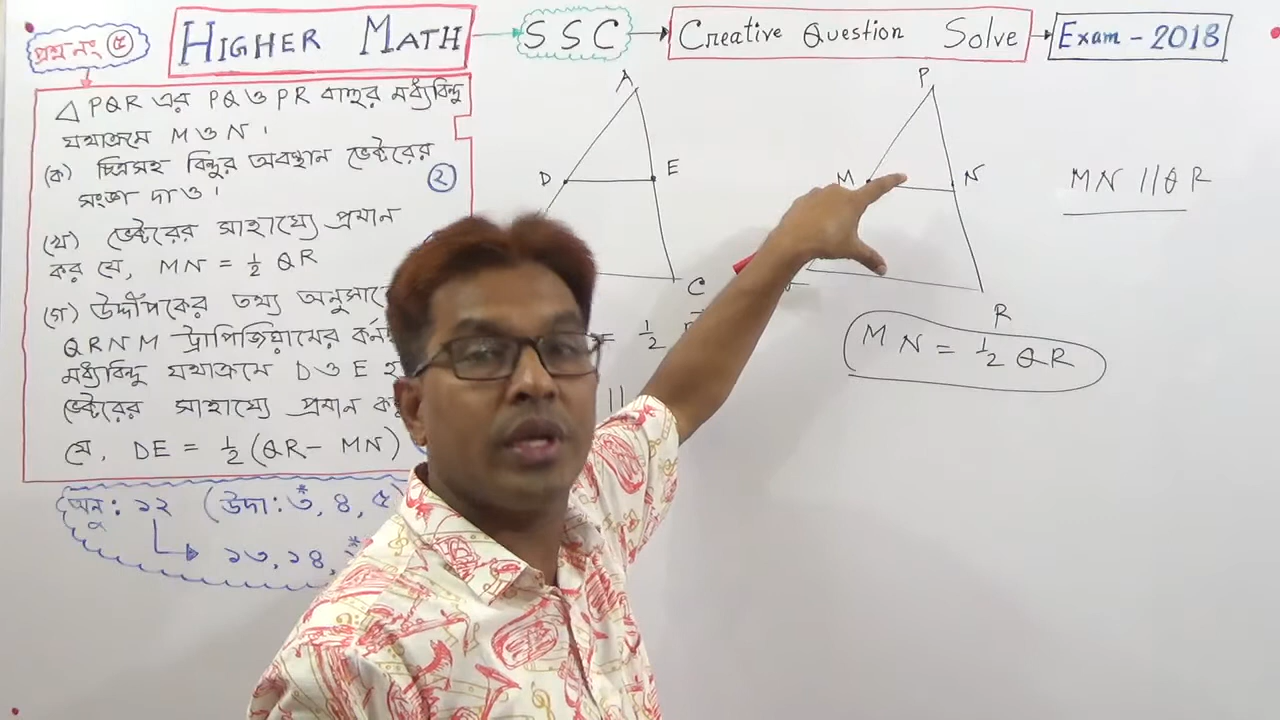 প্রশ্ন নং ৫
HIGHER MATH
SSC
Creative Question Solve
Exam - 2018
△ PQR এর PQ ও PR বাহুর মধ্যবিন্দু
যথাক্রমে M ও N ।
(ক) চিত্রসহ বিন্দুর অবস্থান ভেক্টরের
সংজ্ঞা দাও । ২
(খ) ভেক্টরের সাহায্যে প্রমান
কর যে, MN = ½ QR
(গ) উদ্দীপকের তথ্য অনুসারে
QRNM ট্রাপিজিয়ামের
মধ্যবিন্দু যথাক্রমে D ও E
ভেক্টরের সাহায্যে প্রমান
যে, DE = ½ (QR - MN)
অনু: ১২ (উদা: ৩*, ৪, ৫
১৩, ১৪,
A
D
E
C
= ½
||
P
M
N
R
MN = ½ QR
MN || QR